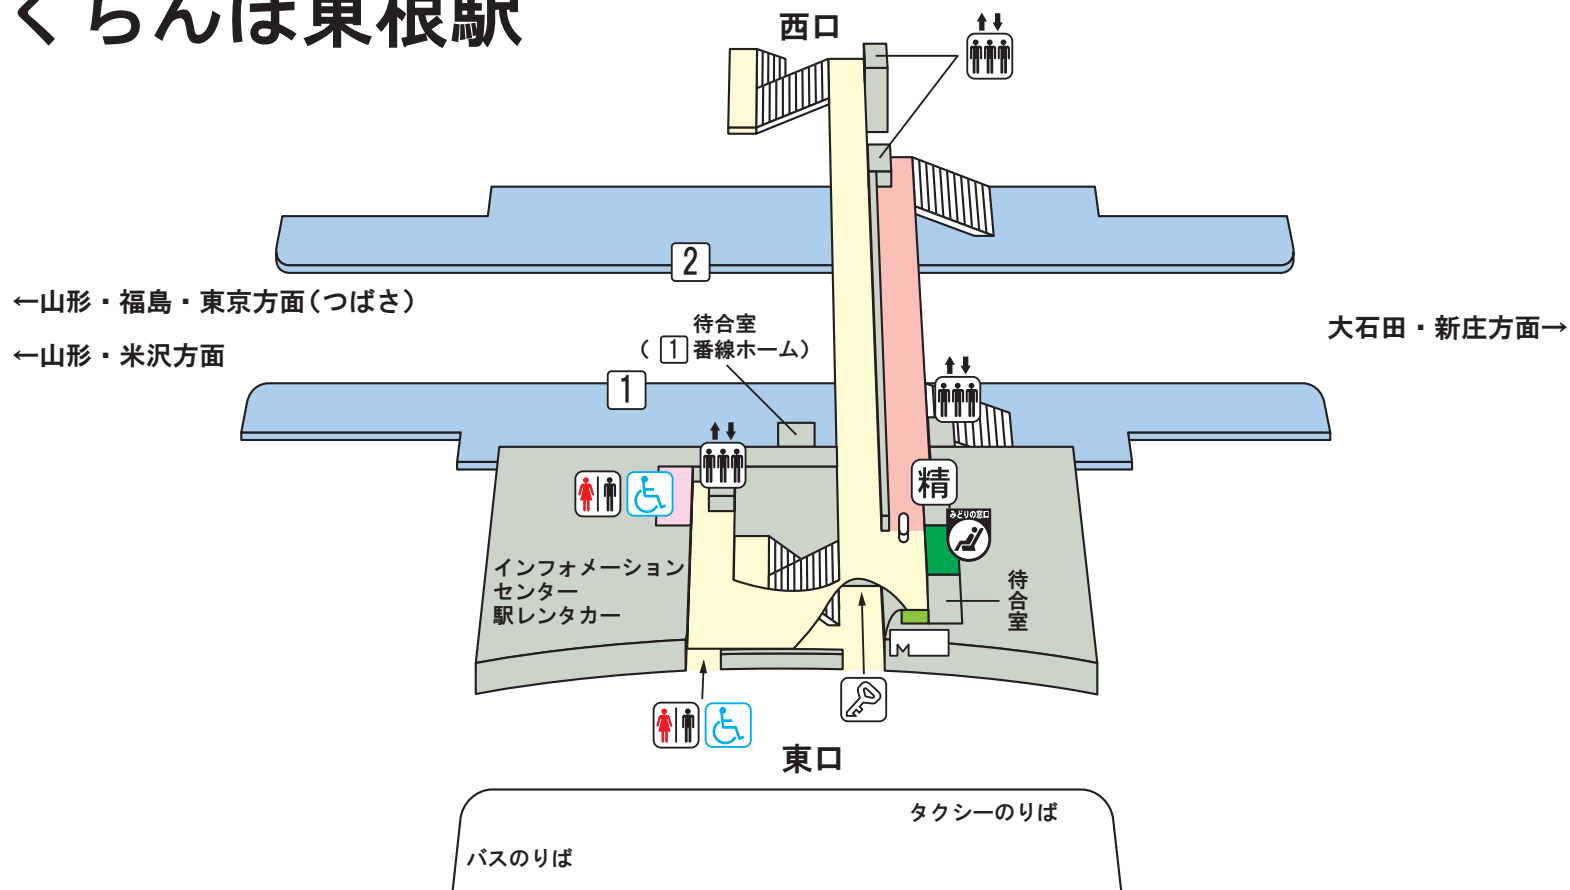 くらんぼ東根駅
西口
2
←山形・福島・東京方面(つばさ)
大石田・新庄方面→
待合室
(1番線ホーム)
←山形・米沢方面
1
精
みどりの窓口
インフォメーション
センター
駅レンタカー
待合室
M
東口
タクシーのりば
バスのりば